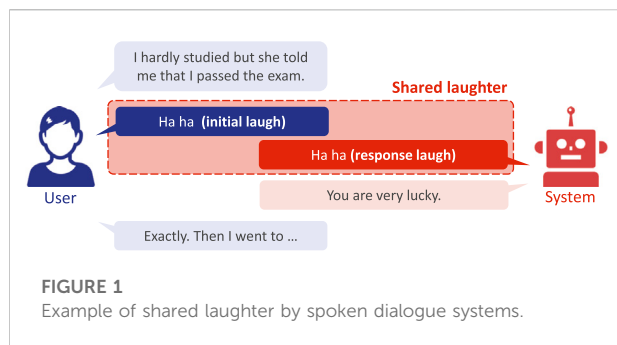 I hardly studied but she told
me that I passed the exam.
Shared laughter
Ha ha (initial laugh)
Ha ha (response laugh)
User
System
You are very lucky.
Exactly. Then I went to ...
FIGURE 1
Example of shared laughter by spoken dialogue systems.